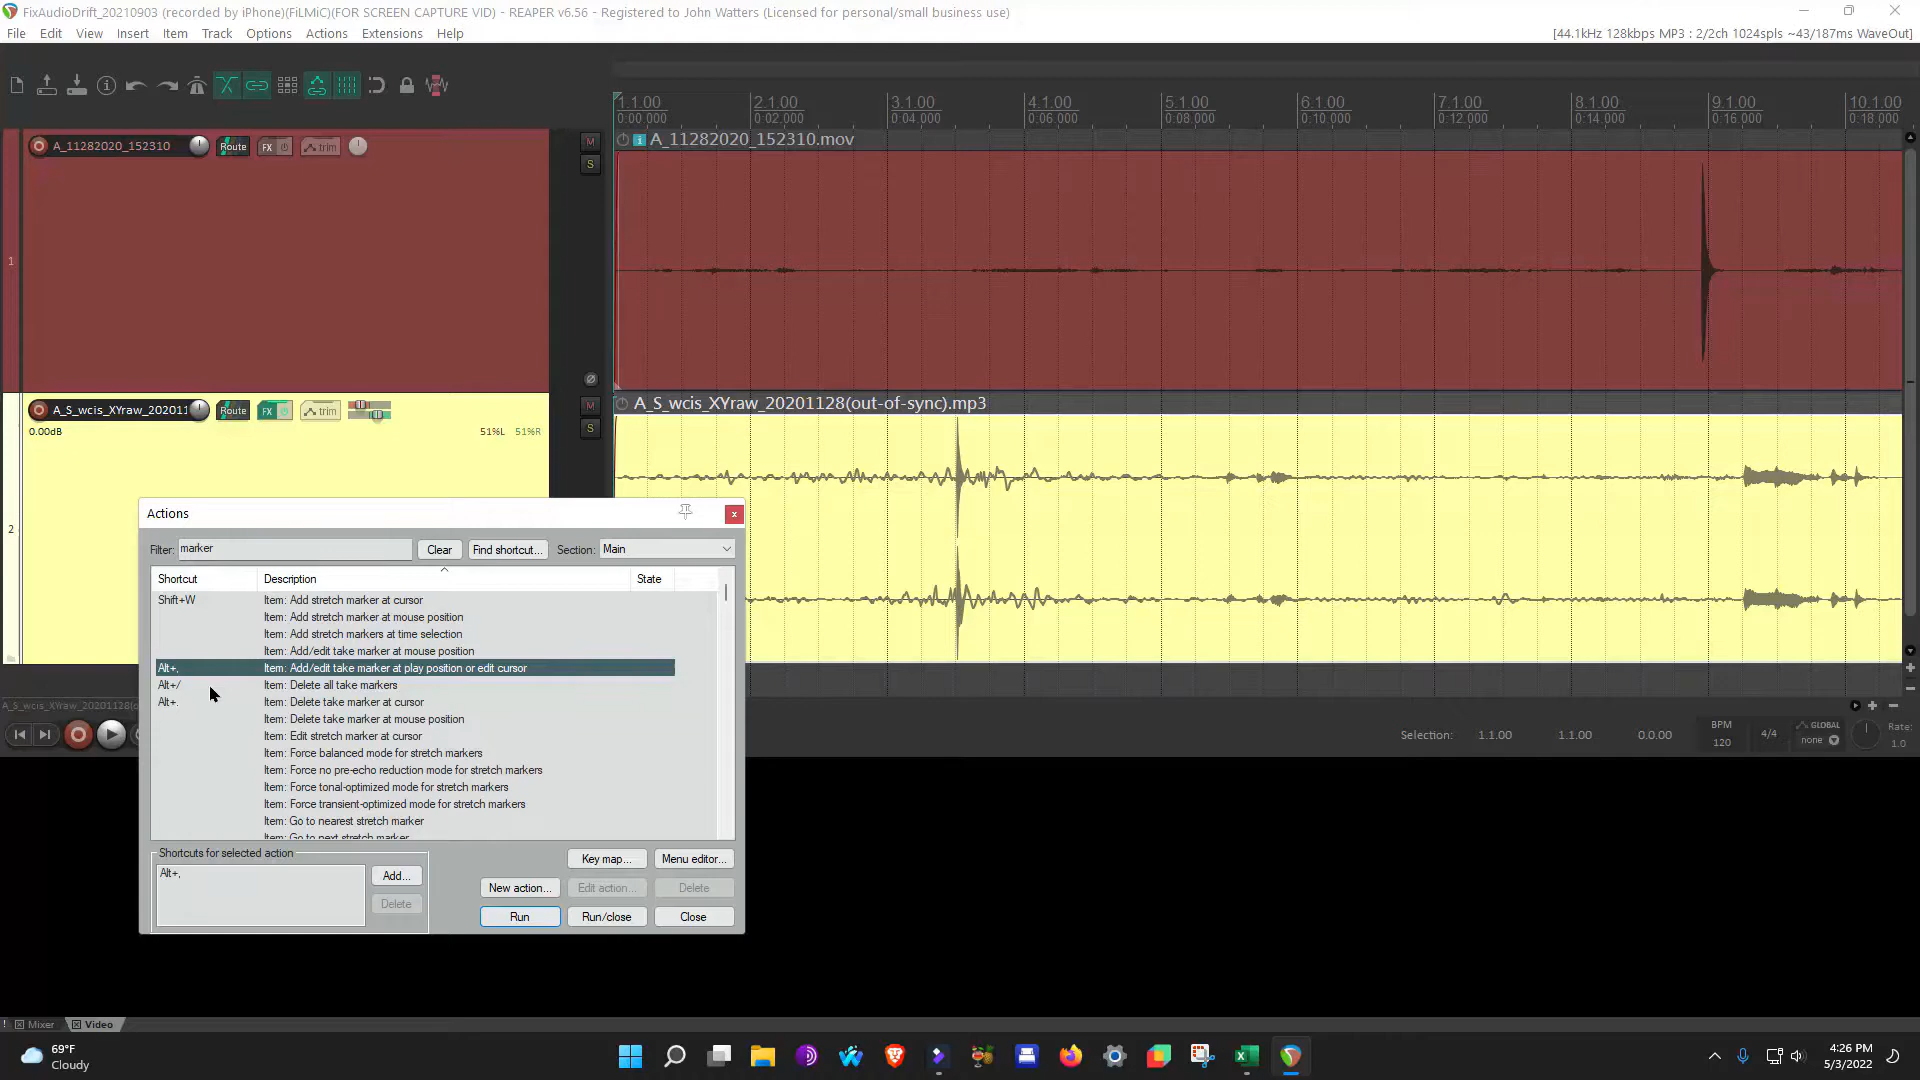 FixAudioDrift_20210903 (recorded by iPhone)(FiLMiC)(FOR SCREEN CAPTURE VID) - REAPER v6.56 - Registered to John Watters (Licensed for personal/small business use)
File Edit View Insert Item Track Options Actions Extensions Help
[44.1kHz 128kbps MP3 : 2/2ch 1024spls ~43/187ms WaveOut]
1.1.00 2.1.00 3.1.00 4.1.00 5.1.00 6.1.00 7.1.00 8.1.00 9.1.00 10.1.00
0:00.000 0:02.000 0:04.000 0:06.000 0:08.000 0:10.000 0:12.000 0:14.000 0:16.000 0:18.000
A_11282020_152310 Route FX trim M
A_11282020_152310.mov
S
1
A_S_wcis_XYraw_20201 Route FX trim M
A_S_wcis_XYraw_20201128(out-of-sync).mp3
0.00dB 51%L 51%R S
2
Actions
Filter: marker Clear Find shortcut... Section: Main
Shortcut Description State
Shift+W Item: Add stretch marker at cursor
Item: Add stretch marker at mouse position
Item: Add stretch markers at time selection
Item: Add/edit take marker at mouse position
Alt+, Item: Add/edit take marker at play position or edit cursor
Alt+/ Item: Delete all take markers
Alt+. Item: Delete take marker at cursor
Item: Delete take marker at mouse position
Item: Edit stretch marker at cursor
Item: Force balanced mode for stretch markers
Item: Force no pre-echo reduction mode for stretch markers
Item: Force tonal-optimized mode for stretch markers
Item: Force transient-optimized mode for stretch markers
Item: Go to nearest stretch marker
Item: Go to next stretch marker
Shortcuts for selected action
Alt+,
Add...
Delete
Key map... Menu editor...
New action... Edit action... Delete
Run Run/close Close
A_S_wcis_XYraw_20201128(o
Selection: 1.1.00 1.1.00 0.0.00
BPM
120
4/4
GLOBAL
none
Rate:
1.0
! Mixer Video
69°F
Cloudy
4:26 PM
5/3/2022